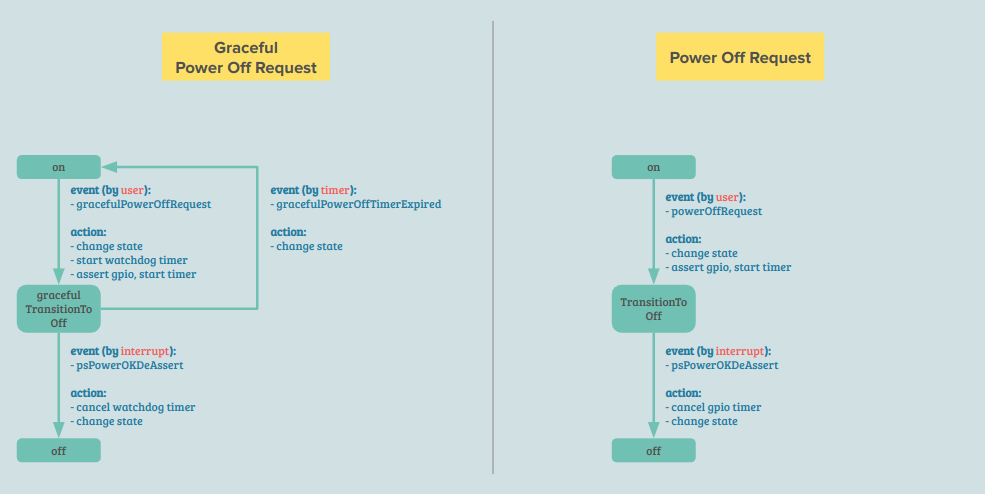 Graceful
Power Off Request
on
event (by user):
- gracefulPowerOffRequest
action:
- change state
- start watchdog timer
- assert gpio, start timer
event (by timer):
- gracefulPowerOffTimerExpired
action:
- change state
graceful
TransitionTo
Off
event (by interrupt):
- psPowerOKDeAssert
action:
- cancel watchdog timer
- change state
off
Power Off Request
on
event (by user):
- powerOffRequest
action:
- change state
- assert gpio, start timer
TransitionTo
Off
event (by interrupt):
- psPowerOKDeAssert
action:
- cancel gpio timer
- change state
off